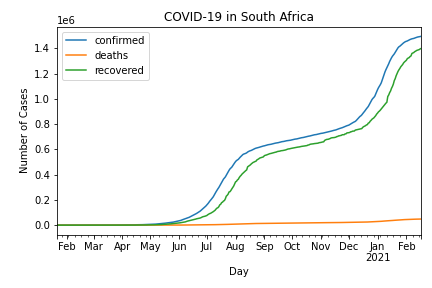 COVID-19 in South Africa
1e6
confirmed
deaths
recovered
1.4
1.2
1.0
0.8
0.6
0.4
0.2
0.0
Number of Cases
Feb Mar Apr May Jun Jul Aug Sep Oct Nov Dec Jan Feb
2021
Day